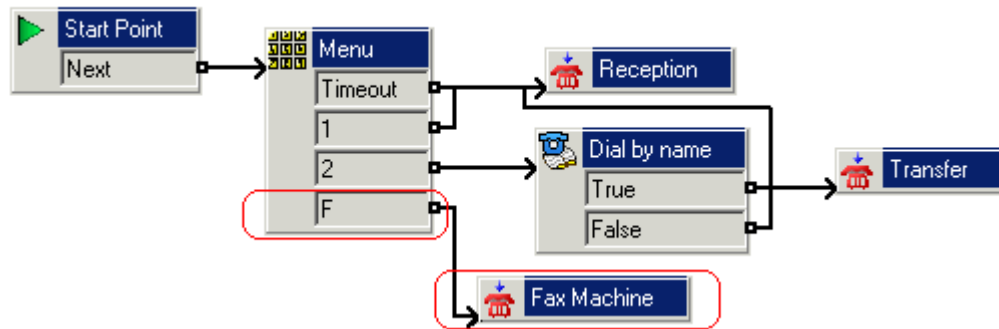 Start Point
Next
Menu
Timeout
1
2
F
Reception
Dial by name
True
False
Transfer
Fax Machine